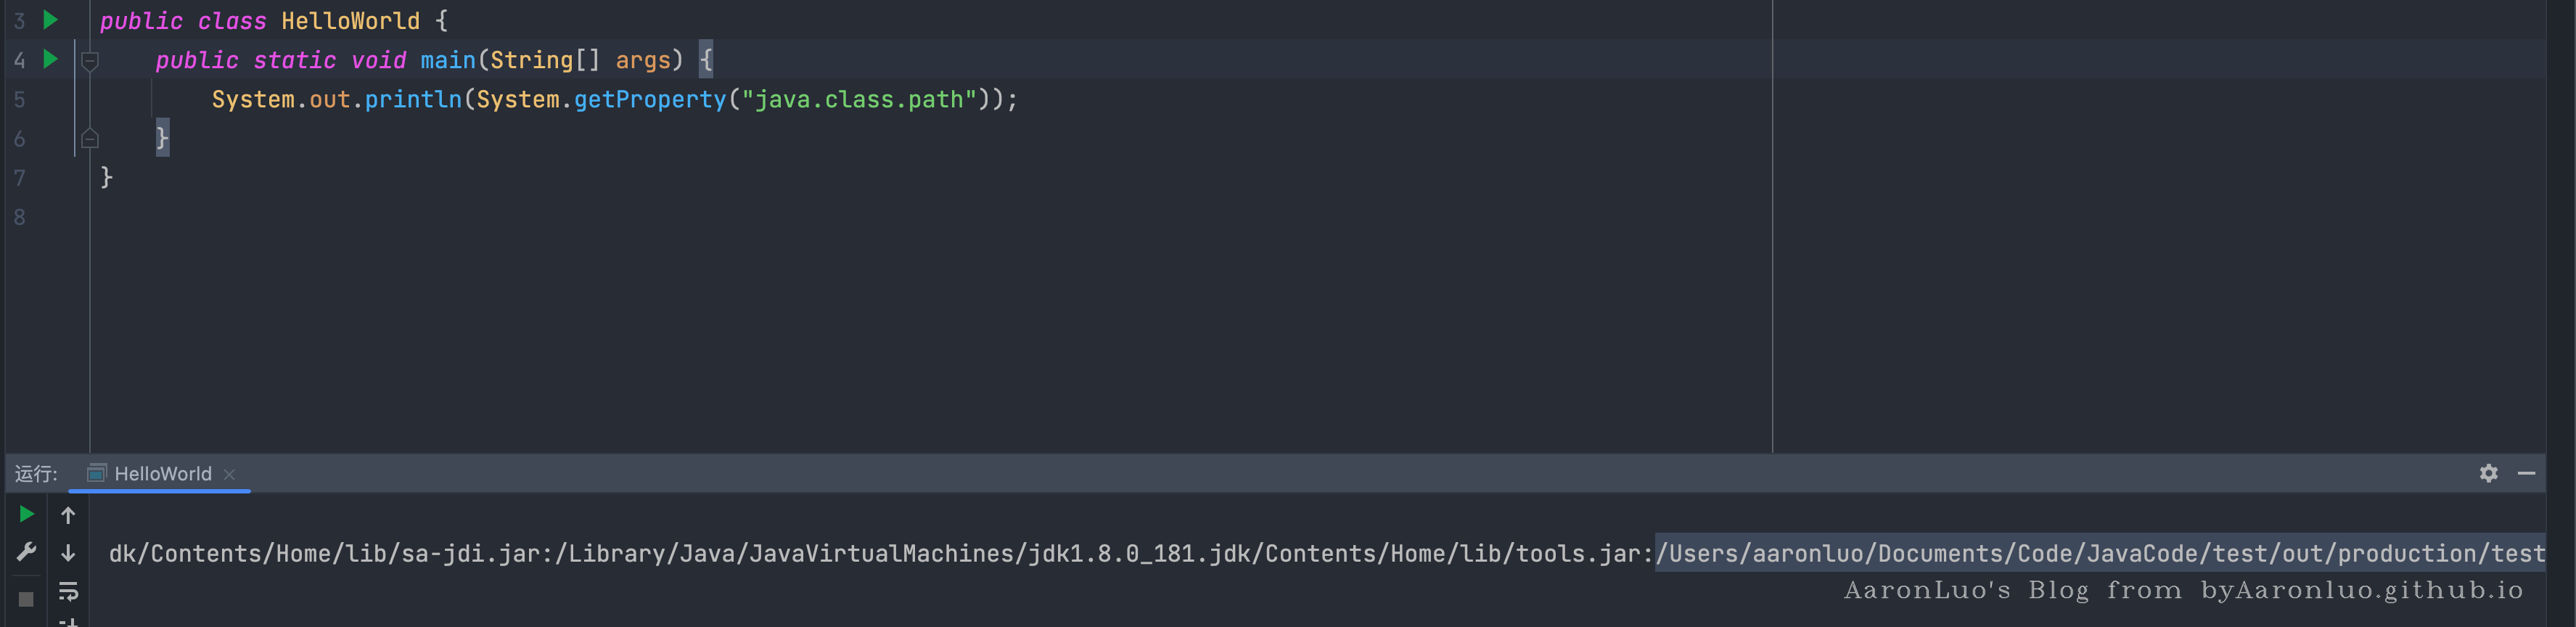 3 public class HelloWorld {
4 public static void main(String[] args) {
5 System.out.println(System.getProperty("java.class.path"));
6 }
7 }
8
运行: HelloWorld
dk/Contents/Home/lib/sa-jdi.jar:/Library/Java/JavaVirtualMachines/jdk1.8.0_181.jdk/Contents/Home/lib/tools.jar:/Users/aaronluo/Documents/Code/JavaCode/test/out/production/test
AaronLuo's Blog from byAaronluo.github.io